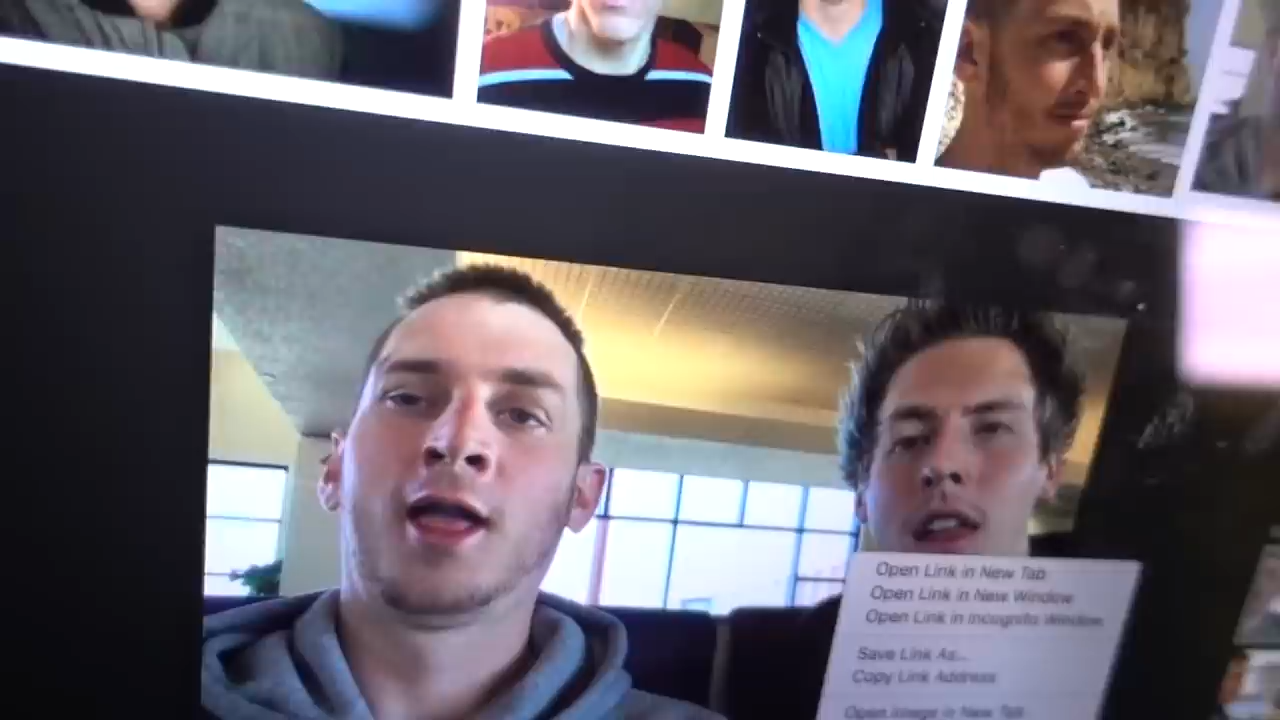 Open Link in New Tab
Open Link in New Window
Open Link in Incognito Window
Save Link As...
Copy Link Address
Open Image in New Tab